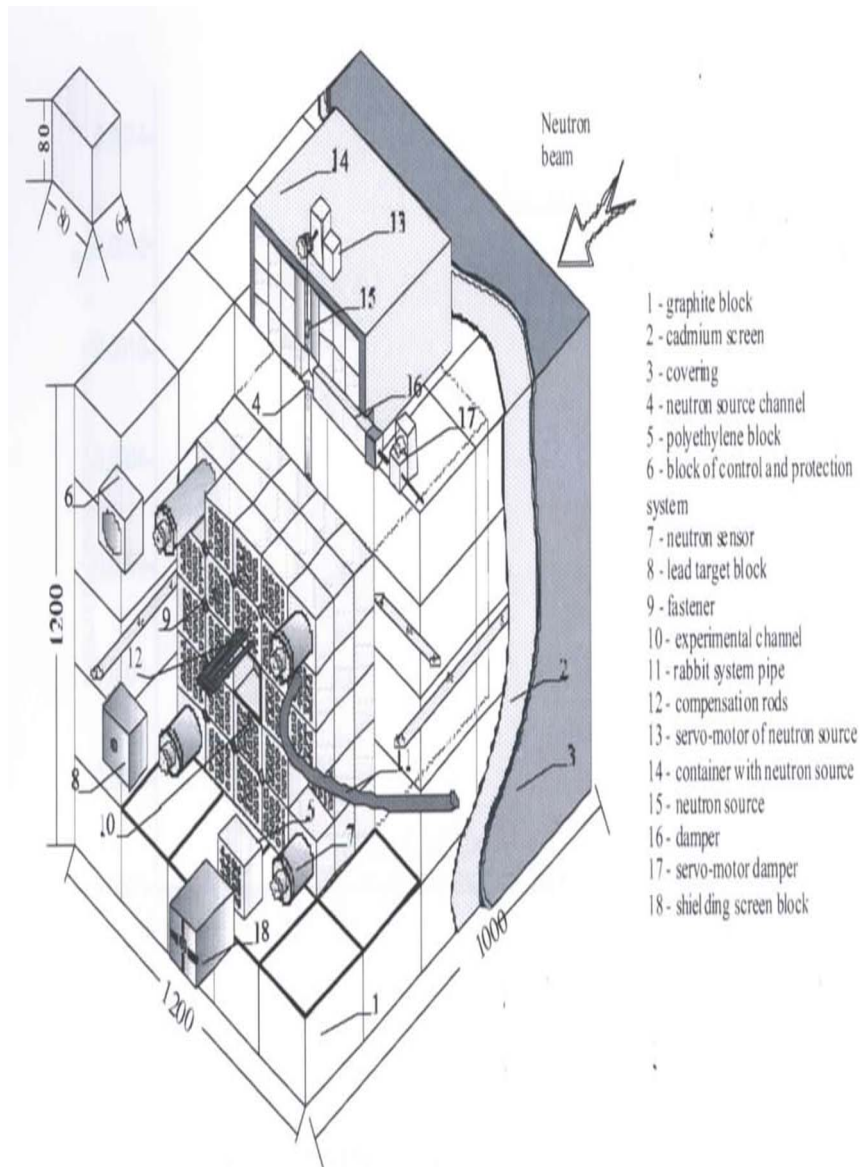 80
80
64
Neutron
beam
14
13
15
4
16
17
6
9
12
8
10
11
5
7
18
2
3
1
1200
1200
1000
1 - graphite block
2 - cadmium screen
3 - covering
4 - neutron source channel
5 - polyethylene block
6 - block of control and protection
system
7 - neutron sensor
8 - lead target block
9 - fastener
10 - experimental channel
11 - rabbit system pipe
12 - compensation rods
13 - servo-motor of neutron source
14 - container with neutron source
15 - neutron source
16 - damper
17 - servo-motor damper
18 - shielding screen block